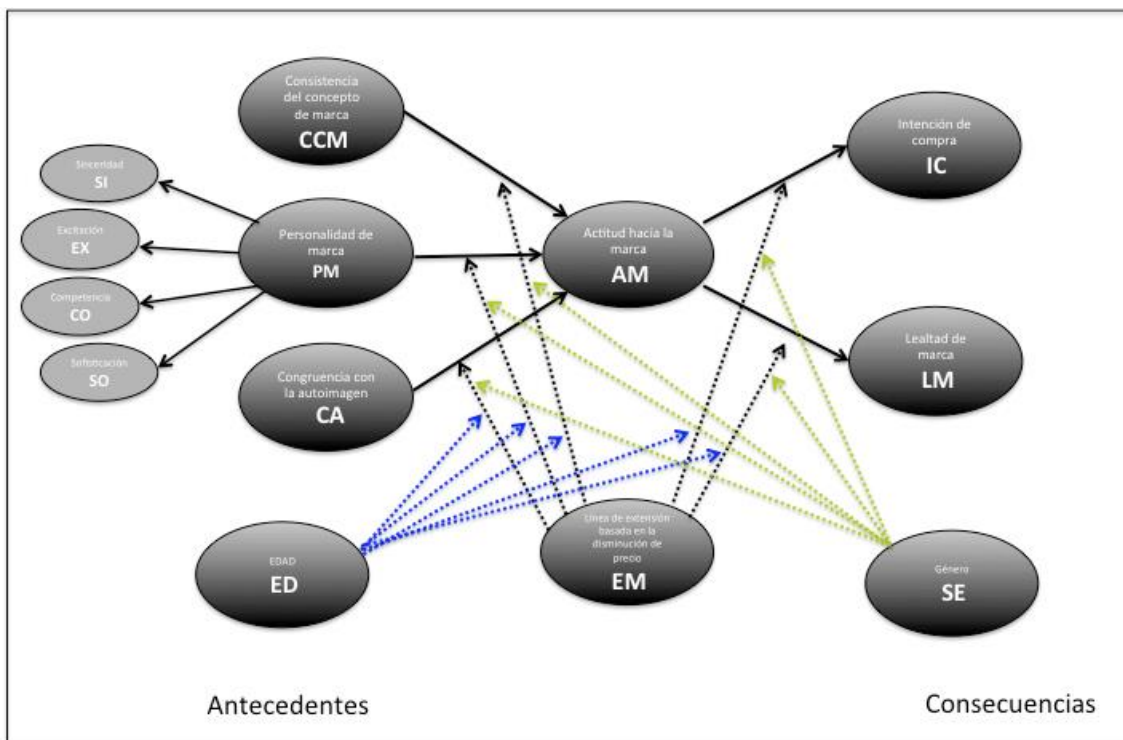 Consistencia
del concepto
de marca
CCM
Intención de
compra
IC
Sinceridad
SI
Excitación
EX
Personalidad de
marca
PM
Actitud hacía la
marca
AM
Competencia
CO
Sofisticación
SO
Congruencia con
la autoimagen
CA
Lealtad de
marca
LM
EDAD
ED
Línea de extensión
basada en la
disminución de
precio
EM
Género
SE
Antecedentes
Consecuencias